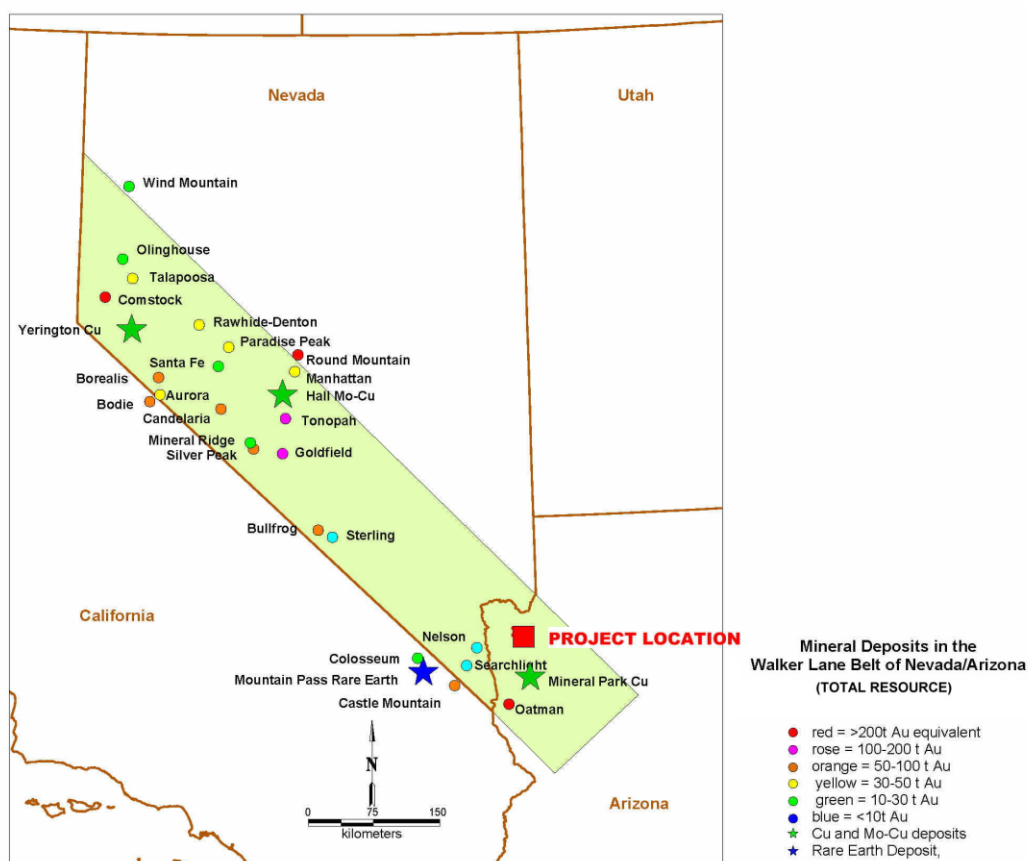 Nevada
Utah
Wind Mountain
Olinghouse
Talapoosa
Comstock
Yerington Cu
Rawhide-Denton
Paradise Peak
Round Mountain
Santa Fe
Manhattan
Borealis
Aurora
Hall Mo-Cu
Bodie
Candelaria
Tonopah
Mineral Ridge
Silver Peak
Goldfield
Bullfrog
Sterling
California
Nelson
PROJECT LOCATION
Colosseum
Searchlight
Mountain Pass Rare Earth
Mineral Park Cu
Castle Mountain
Oatman
N
0 75 150
kilometers
Arizona
Mineral Deposits in the
Walker Lane Belt of Nevada/Arizona
(TOTAL RESOURCE)
red = >200t Au equivalent
rose = 100-200 t Au
orange = 50-100 t Au
yellow = 30-50 t Au
green = 10-30 t Au
blue = <10t Au
Cu and Mo-Cu deposits
Rare Earth Deposit,